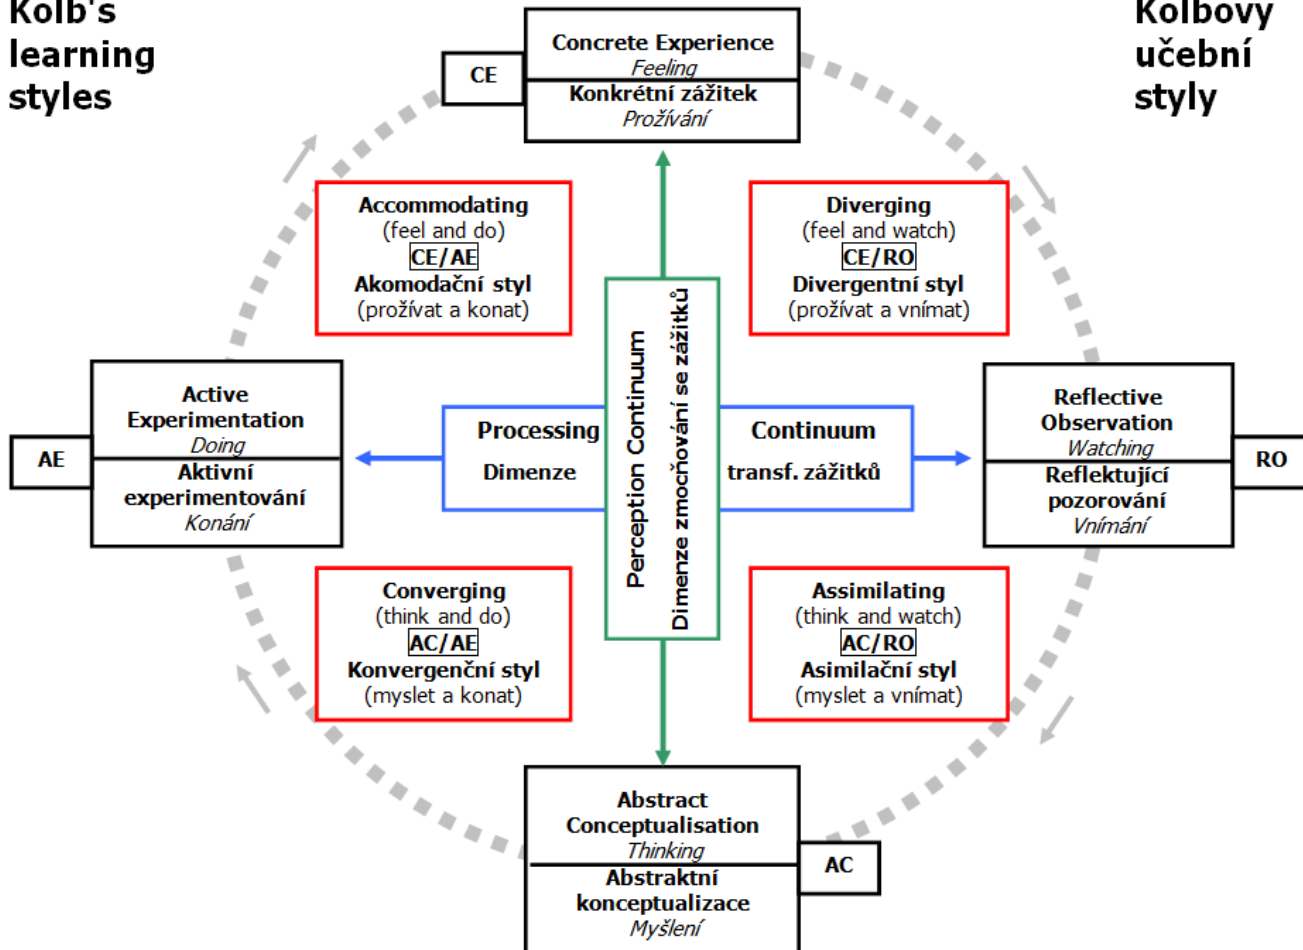 Kolb's
learning
styles
Kolbovy
učební
styly
CE
Concrete Experience
Feeling
Konkrétní zážitek
Prožívání
Accommodating
(feel and do)
CE/AE
Akomodační styl
(prožívat a konat)
Diverging
(feel and watch)
CE/RO
Divergentní styl
(prožívat a vnímat)
AE
Active
Experimentation
Doing
Aktivní
experimentování
Konání
Processing
Dimenze
Perception Continuum
Dimenze zmocňování se zážitků
Continuum
transf. zážitků
Reflective
Observation
Watching
Reflektující
pozorování
Vnímání
RO
Converging
(think and do)
AC/AE
Konvergenční styl
(myslet a konat)
Assimilating
(think and watch)
AC/RO
Asimilační styl
(myslet a vnímat)
Abstract
Conceptualisation
Thinking
Abstraktní
konceptualizace
Myšlení
AC